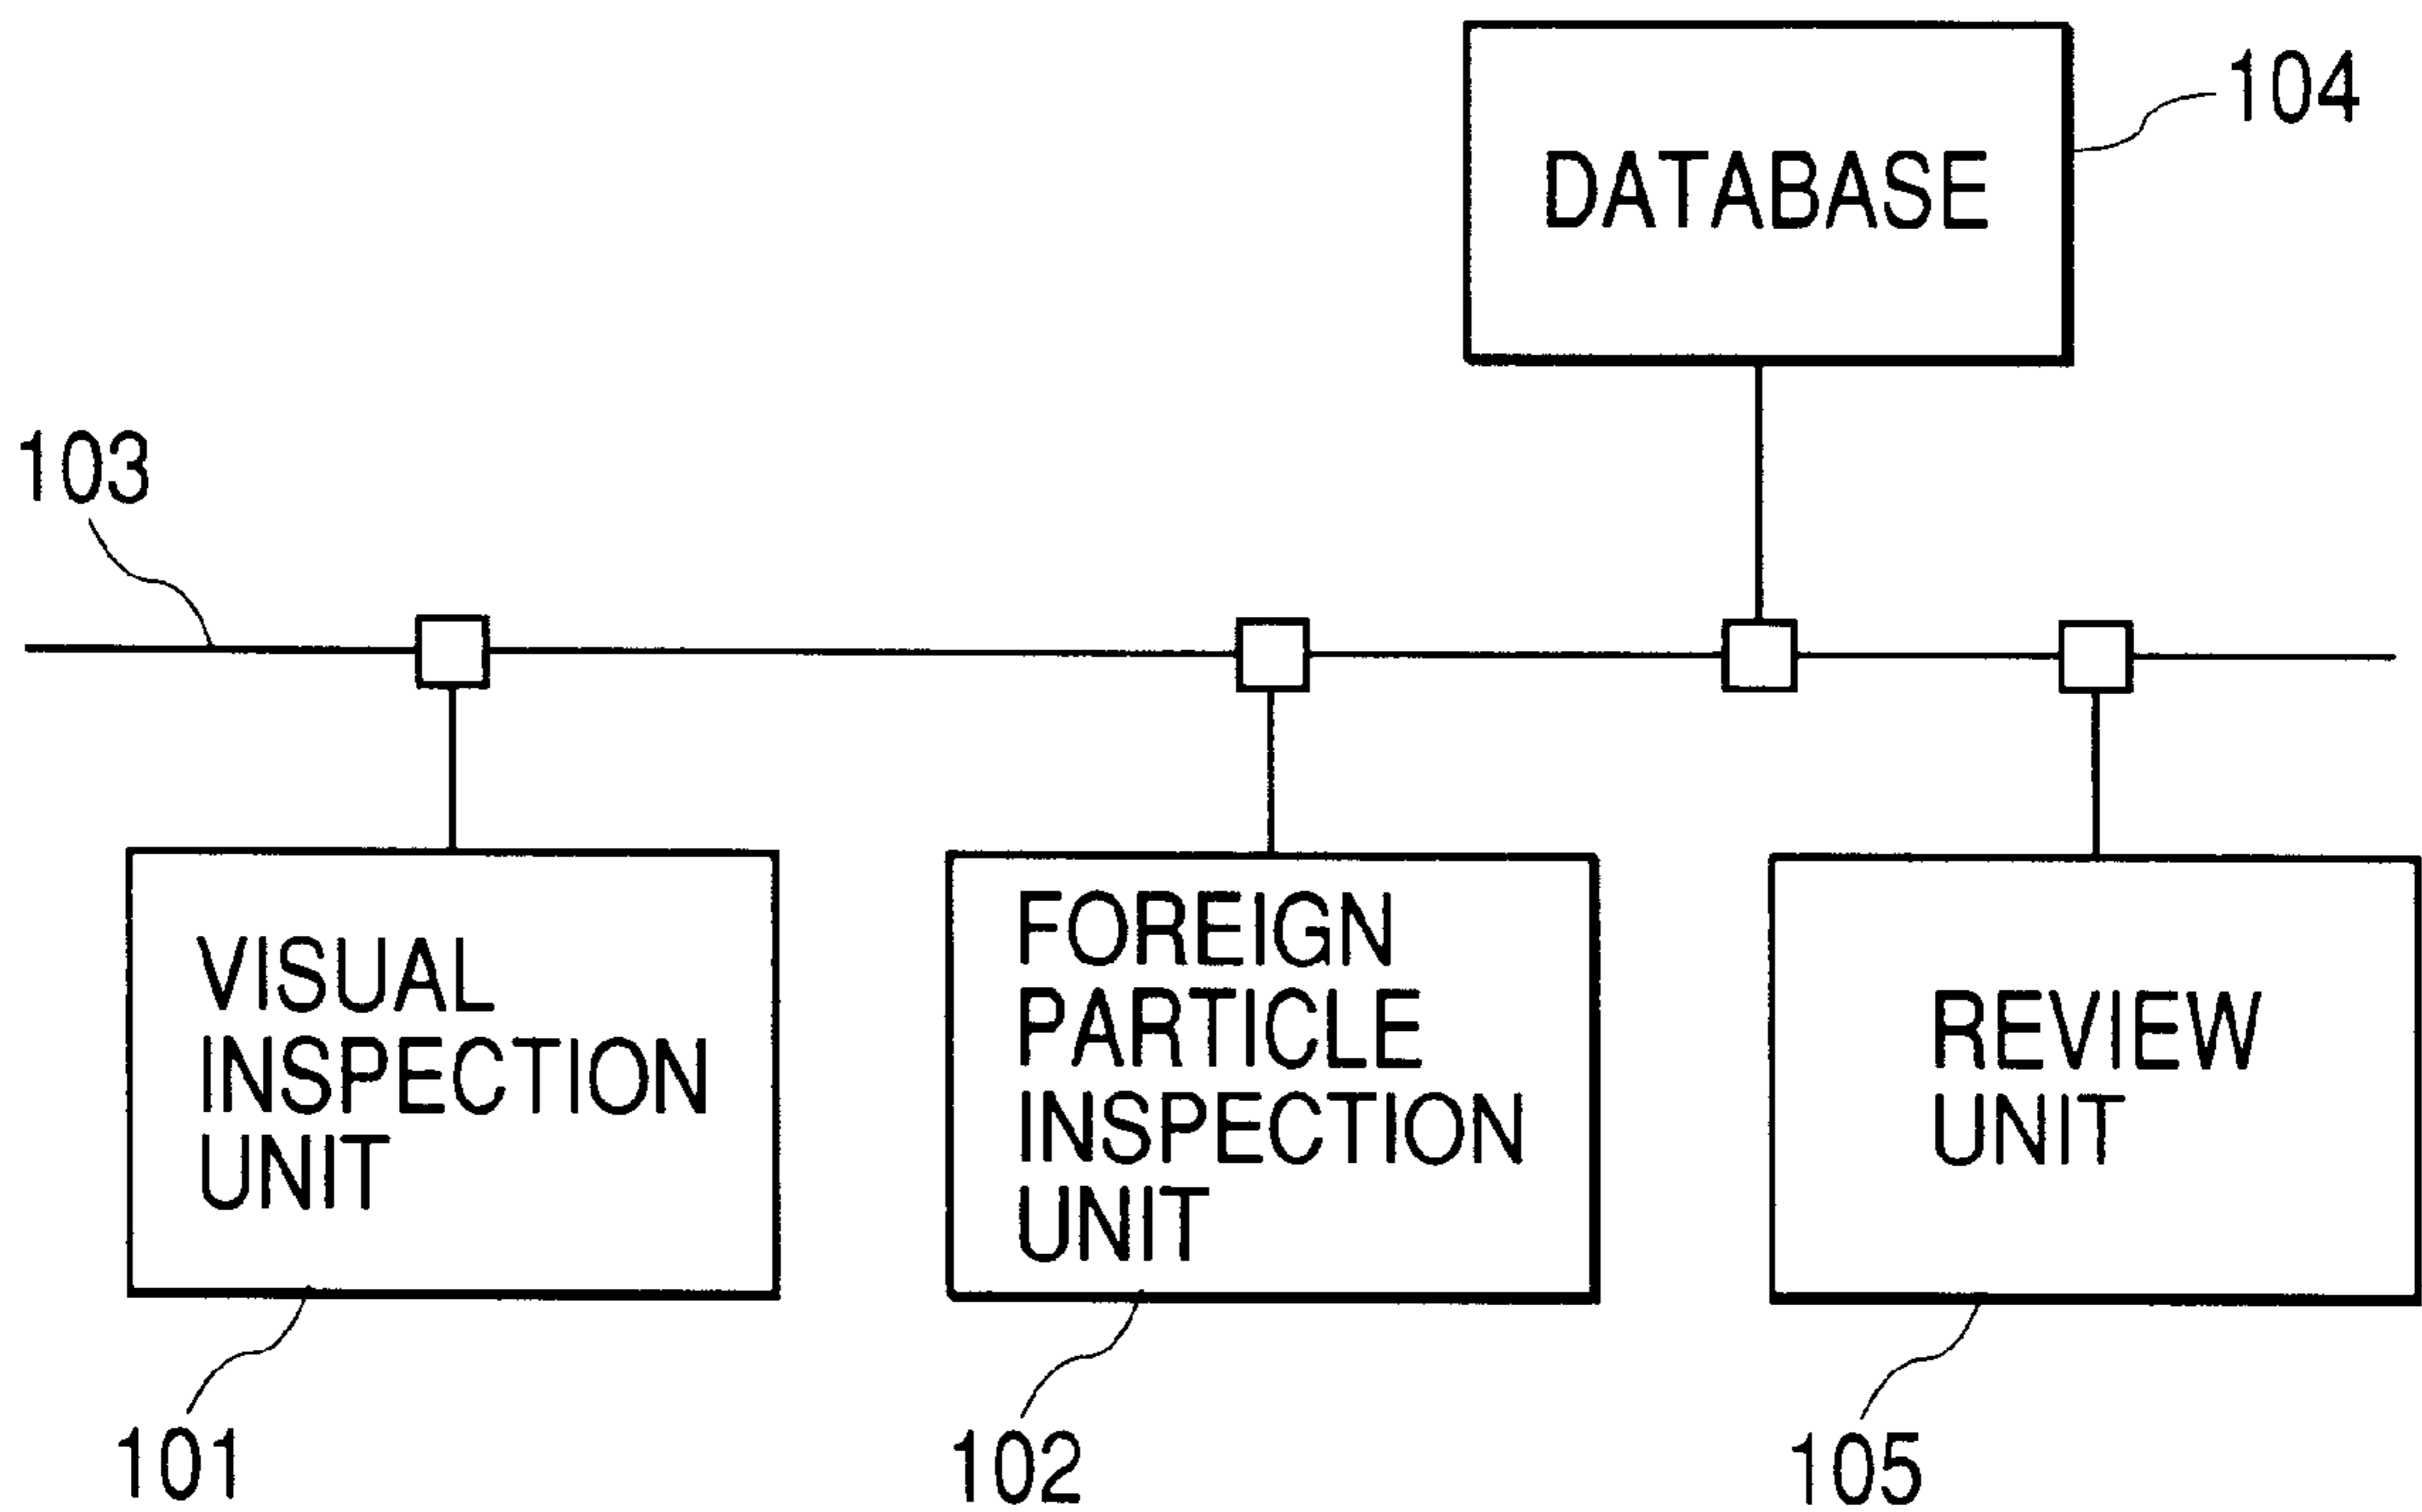 104
DATABASE
103
VISUAL
INSPECTION
UNIT
FOREIGN
PARTICLE
INSPECTION
UNIT
REVIEW
UNIT
101
102
105